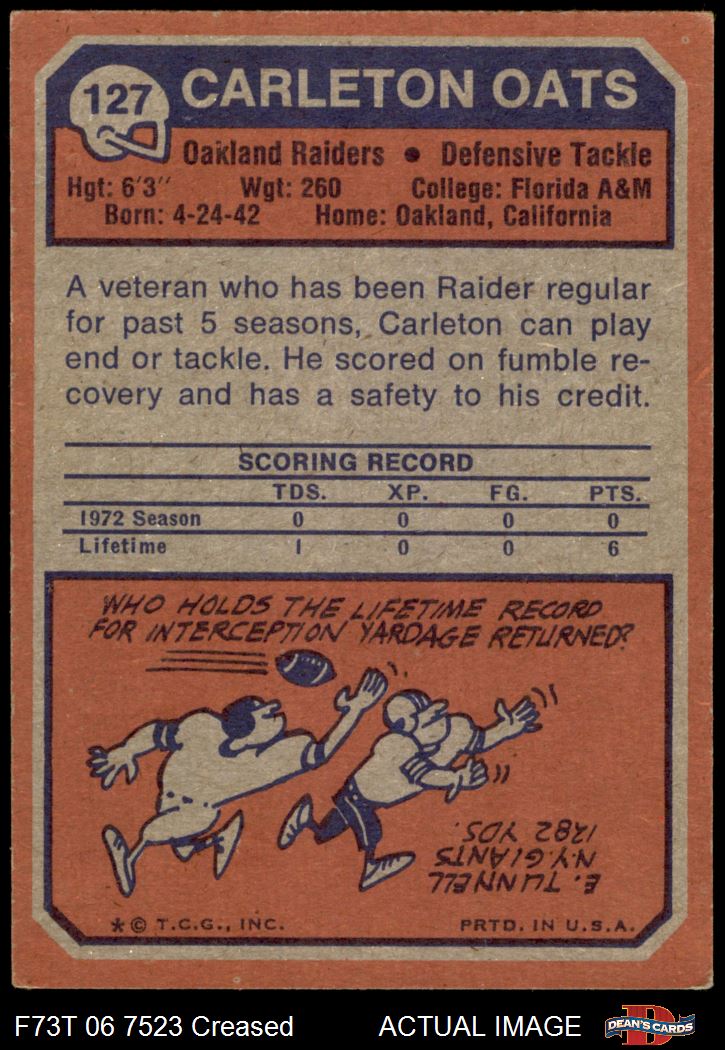 127
CARLETON OATS
Oakland Raiders • Defensive Tackle
Hgt: 6'3" Wgt: 260 College: Florida A&M
Born: 4-24-42 Home: Oakland, California
A veteran who has been Raider regular
for past 5 seasons, Carleton can play
end or tackle. He scored on fumble re-
covery and has a safety to his credit.
SCORING RECORD
TDS. XP. FG. PTS.
1972 Season 0 0 0 0
Lifetime 1 0 0 6
WHO HOLDS THE LIFETIME RECORD
FOR INTERCEPTION YARDAGE RETURNED?
E. TUNNELL
N.Y. GIANTS
1282 YDS.
* © T.C.G., INC. PRTD. IN U.S.A.
F73T 06 7523 Creased ACTUAL IMAGE
D
DEAN'S CARDS